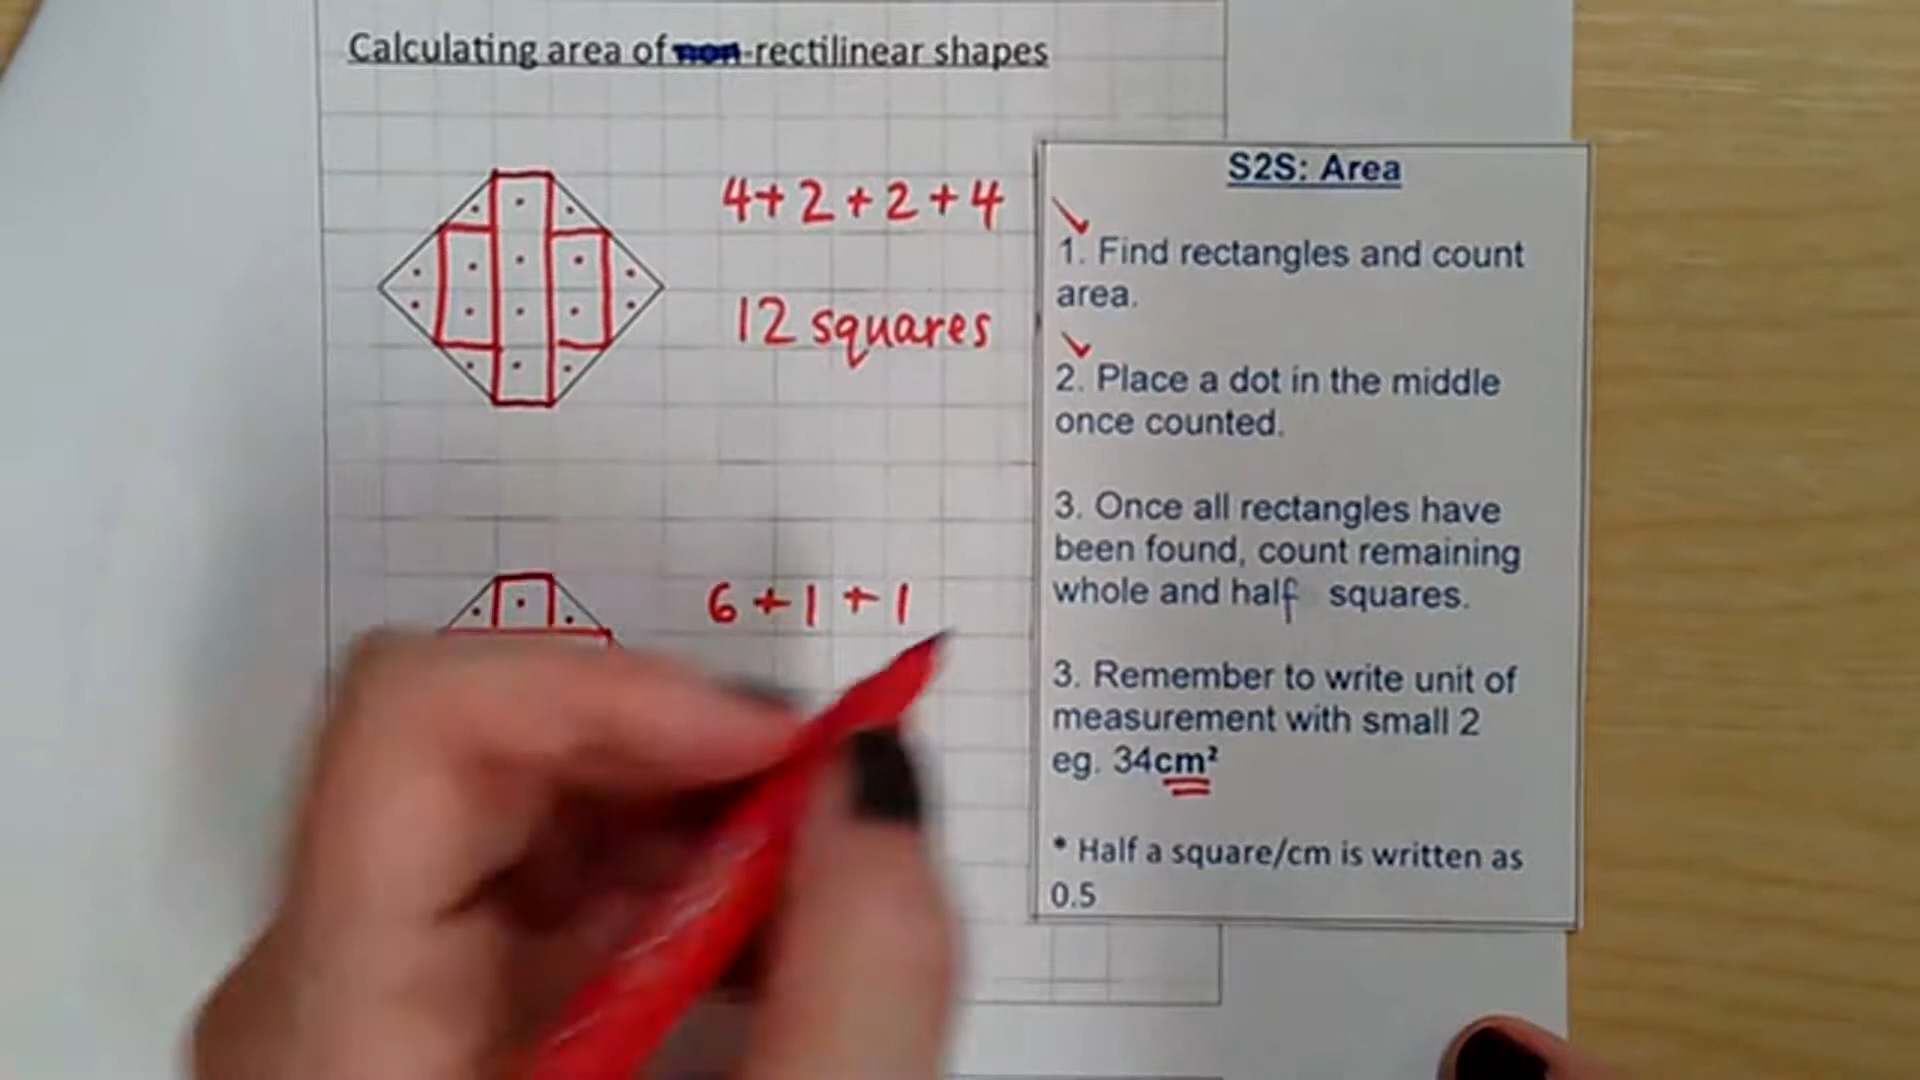 Calculating area of non-rectilinear shapes
4+2+2+4
12 squares
6+1+1
S2S: Area
1. Find rectangles and count
area.
2. Place a dot in the middle
once counted.
3. Once all rectangles have
been found, count remaining
whole and half squares.
3. Remember to write unit of
measurement with small 2
eg. 34cm²
* Half a square/cm is written as
0.5